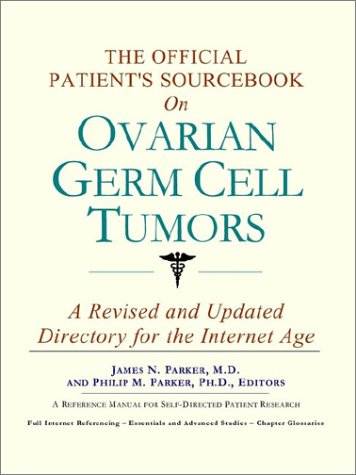 THE OFFICIAL
PATIENT'S SOURCEBOOK
On
OVARIAN
GERM CELL
TUMORS
A Revised and Updated
Directory for the Internet Age
JAMES N. PARKER, M.D.
AND PHILIP M. PARKER, PH.D., EDITORS
A REFERENCE MANUAL FOR SELF-DIRECTED PATIENT RESEARCH
Full Internet Referencing – Essentials and Advanced Studies – Chapter Glossaries